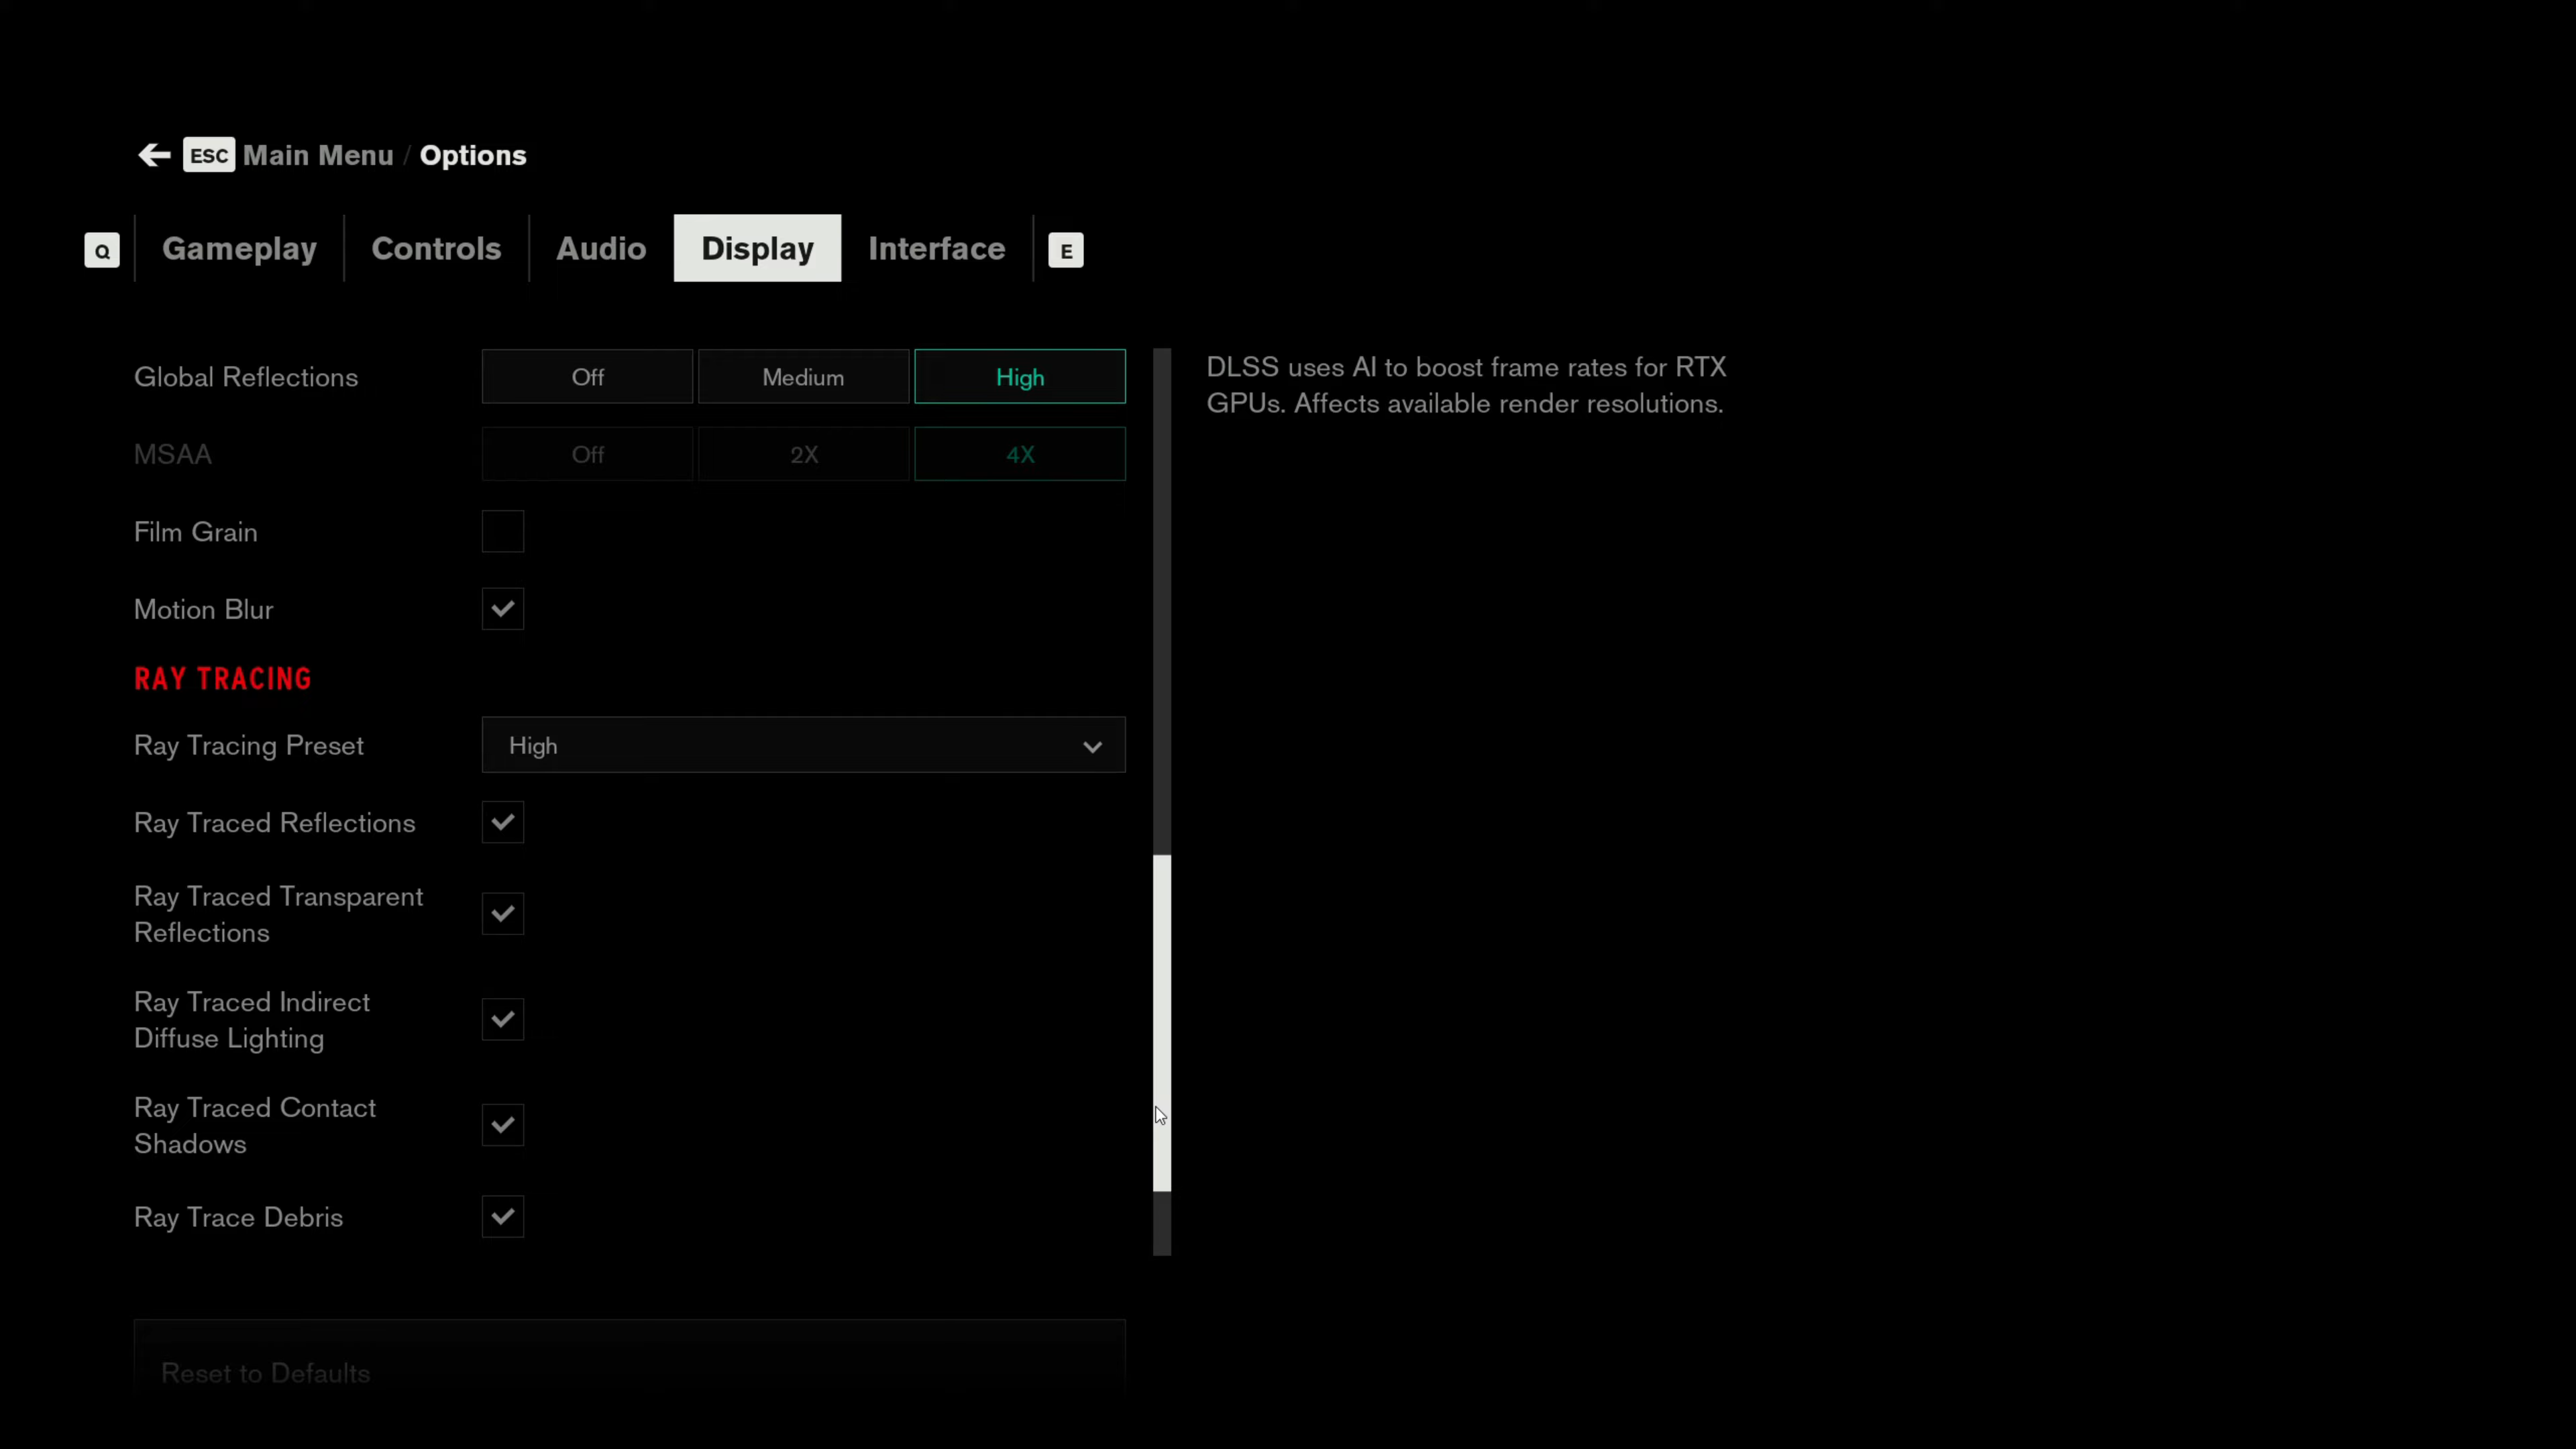 ESC Main Menu / Options
Q Gameplay Controls Audio Display Interface E
Global Reflections Off Medium High
DLSS uses AI to boost frame rates for RTX
GPUs. Affects available render resolutions.
MSAA Off 2X 4X
Film Grain
Motion Blur
RAY TRACING
Ray Tracing Preset High
Ray Traced Reflections
Ray Traced Transparent
Reflections
Ray Traced Indirect
Diffuse Lighting
Ray Traced Contact
Shadows
Ray Trace Debris
Reset to Defaults